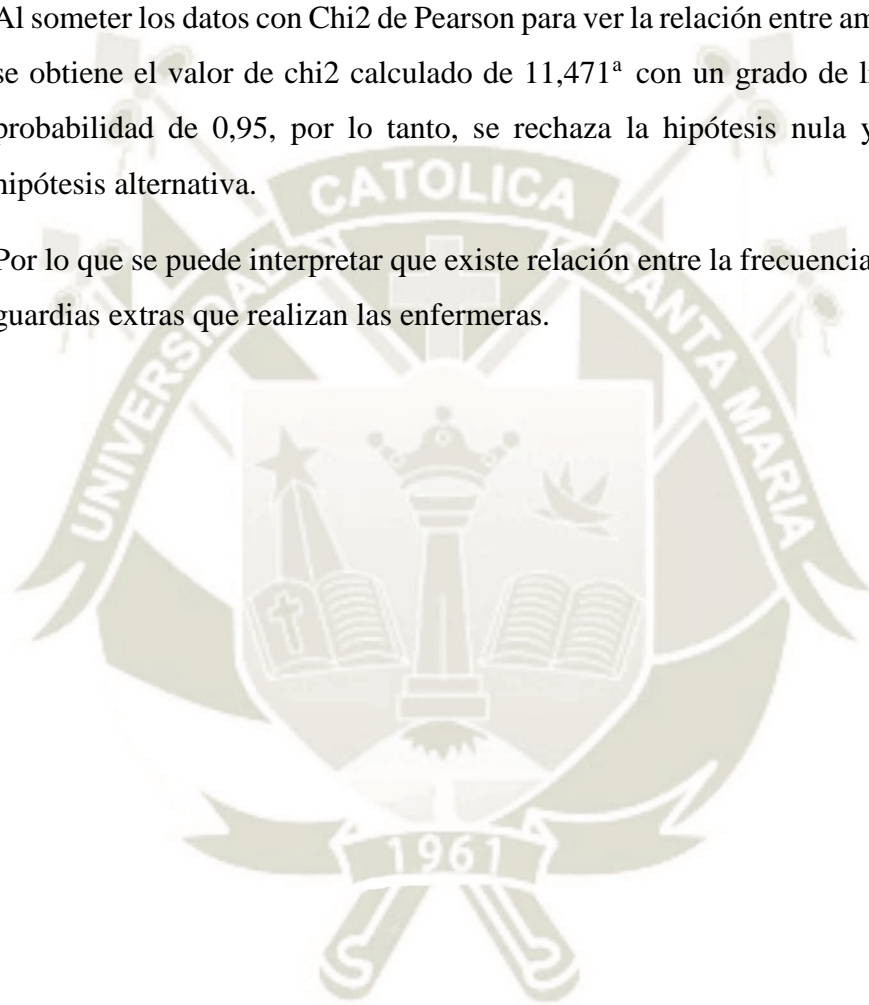 Al someter los datos con Chi2 de Pearson para ver la relación entre
se obtiene el valor de chi2 calculado de 11,471ª con un grado de
probabilidad de 0,95, por lo tanto, se rechaza la hipótesis nula y
hipótesis alternativa.
Por lo que se puede interpretar que existe relación entre la frecuencia
guardias extras que realizan las enfermeras.
UNIVERSIDAD CATOLICA SANTA MARIA
1961